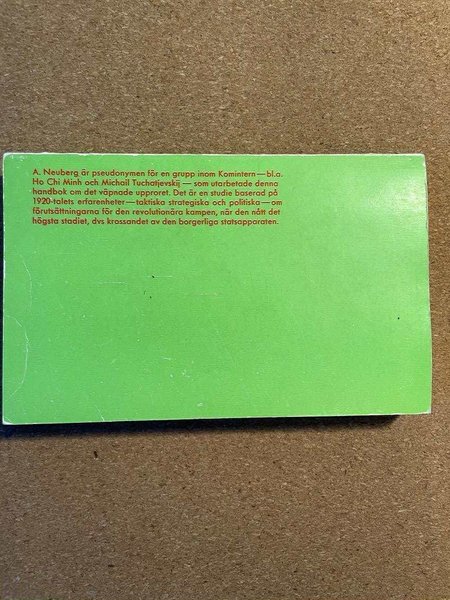 A. Neuberg är pseudonymen för en grupp inom Komintern — bl.a.
Ho Chi Minh och Michail Tuchatjevskij — som utarbetade denna
handbok om det väpnade upproret. Det är en studie baserad på
1920-talets erfarenheter — taktiska strategiska och politiska — om
förutsättningarna för den revolutionära kampen, när den nått det
högsta stadiet, dvs krossandet av den borgerliga statsapparaten.